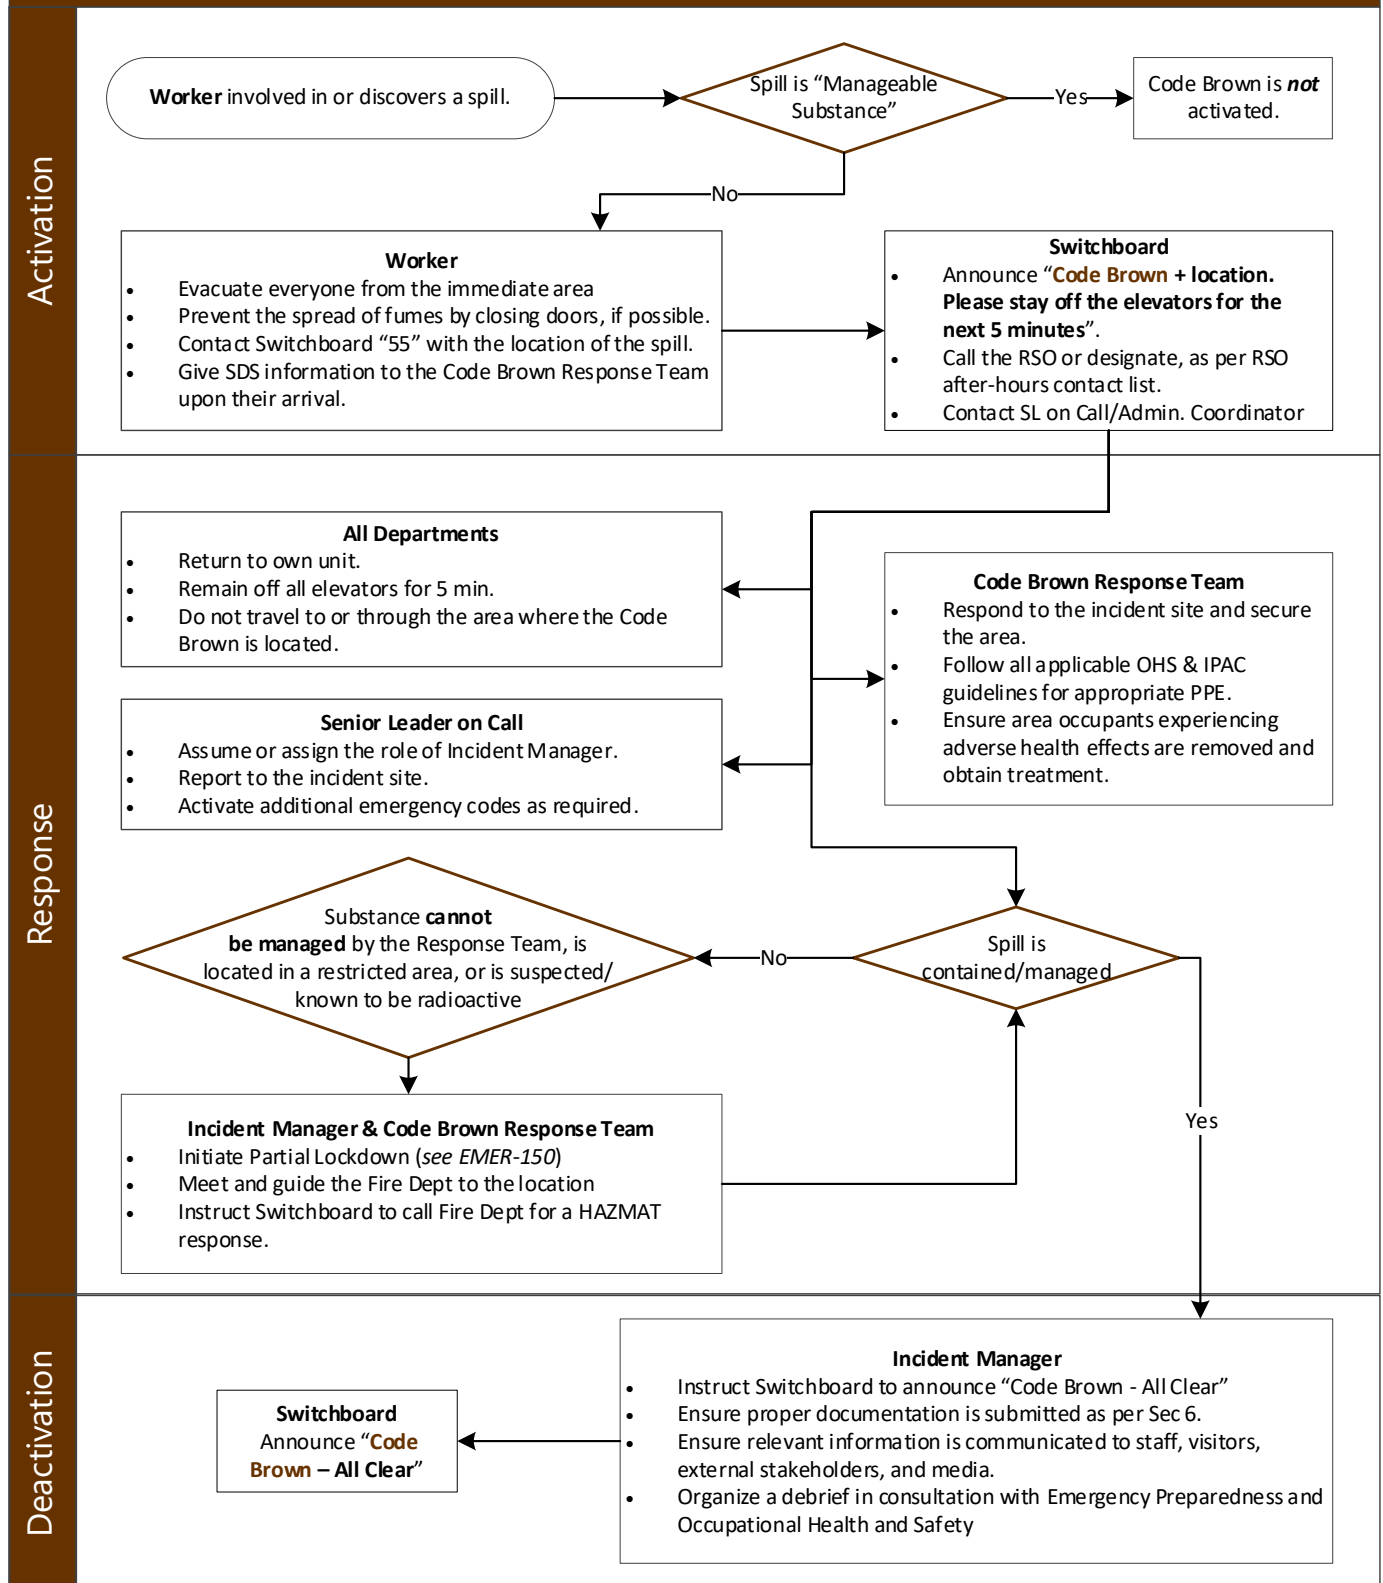 Activation
Worker involved in or discovers a spill.
Spill is “Manageable
Substance”
Yes
Code Brown is not
activated.
No
Worker
• Evacuate everyone from the immediate area
• Prevent the spread of fumes by closing doors, if possible.
• Contact Switchboard “55” with the location of the spill.
• Give SDS information to the Code Brown Response Team
upon their arrival.
Switchboard
• Announce “Code Brown + location.
Please stay off the elevators for the
next 5 minutes”.
• Call the RSO or designate, as per RSO
after-hours contact list.
• Contact SL on Call/Admin. Coordinator
Response
All Departments
• Return to own unit.
• Remain off all elevators for 5 min.
• Do not travel to or through the area where the Code
Brown is located.
Code Brown Response Team
• Respond to the incident site and secure
the area.
• Follow all applicable OHS & IPAC
guidelines for appropriate PPE.
• Ensure area occupants experiencing
adverse health effects are removed and
obtain treatment.
Senior Leader on Call
• Assume or assign the role of Incident Manager.
• Report to the incident site.
• Activate additional emergency codes as required.
Spill is
contained/managed
No
Substance cannot
be managed by the Response Team, is
located in a restricted area, or is suspected/
known to be radioactive
Incident Manager & Code Brown Response Team
• Initiate Partial Lockdown (see EMER-150)
• Meet and guide the Fire Dept to the location
• Instruct Switchboard to call Fire Dept for a HAZMAT
response.
Yes
Deactivation
Incident Manager
• Instruct Switchboard to announce “Code Brown - All Clear”
• Ensure proper documentation is submitted as per Sec 6.
• Ensure relevant information is communicated to staff, visitors,
external stakeholders, and media.
• Organize a debrief in consultation with Emergency Preparedness and
Occupational Health and Safety
Switchboard
Announce “Code
Brown – All Clear”